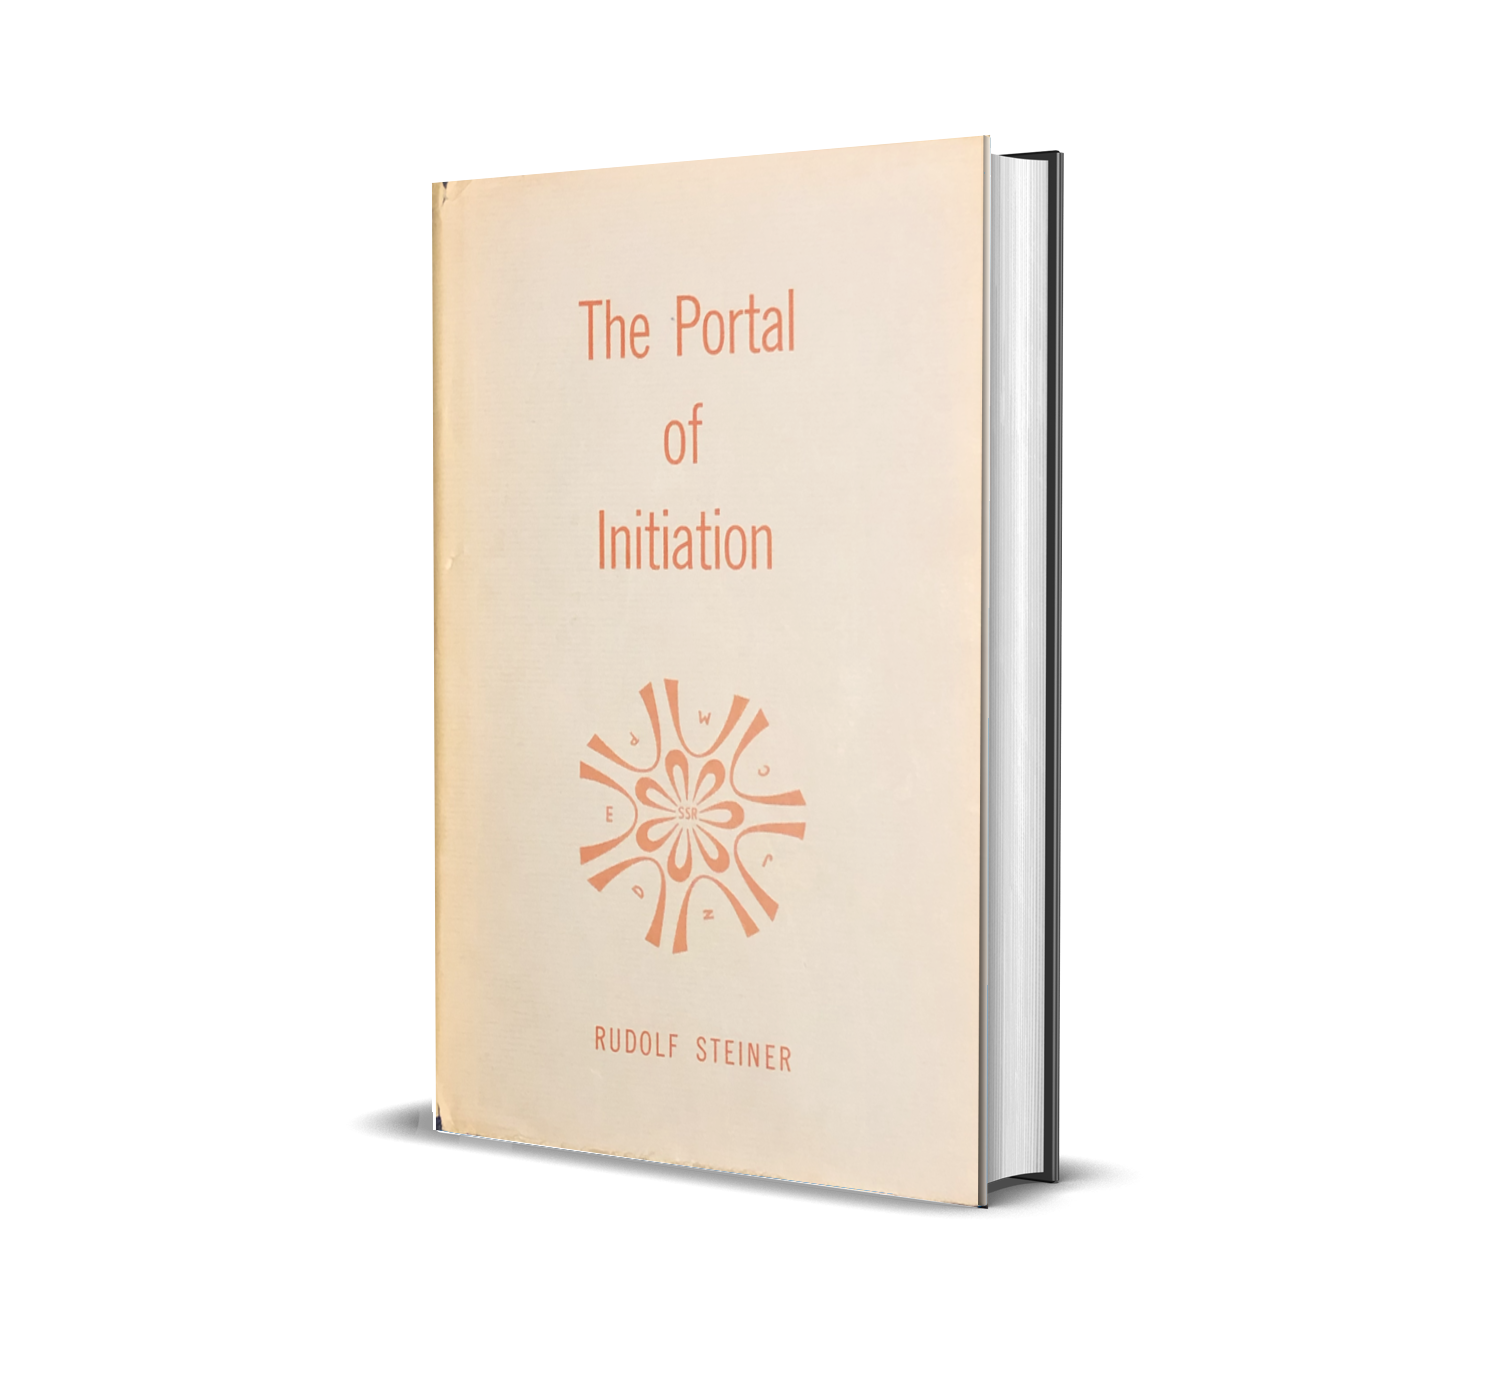 The Portal
of
Initiation
P
W
C
E
SSR
J
D
N
RUDOLF STEINER